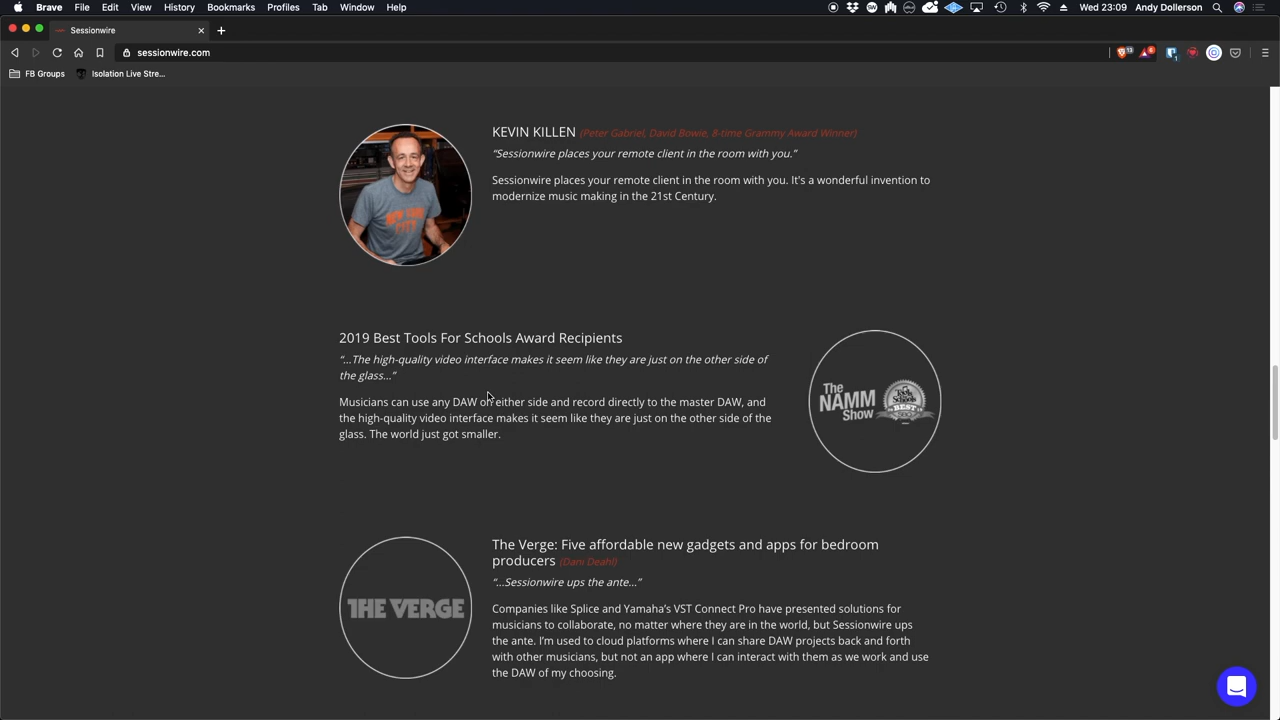 Brave File Edit View History Bookmarks Profiles Tab Window Help
Wed 23:09 Andy Dollerson
Sessionwire
sessionwire.com
FB Groups Isolation Live Stre...
KEVIN KILLEN (Peter Gabriel, David Bowie, 8-time Grammy Award Winner)
“Sessionwire places your remote client in the room with you.”
Sessionwire places your remote client in the room with you. It's a wonderful invention to
modernize music making in the 21st Century.
2019 Best Tools For Schools Award Recipients
“...The high-quality video interface makes it seem like they are just on the other side of
the glass...”
Musicians can use any DAW on either side and record directly to the master DAW, and
the high-quality video interface makes it seem like they are just on the other side of the
glass. The world just got smaller.
The
NAMM
Show
BEST
THE VERGE
The Verge: Five affordable new gadgets and apps for bedroom
producers (Dani Deahl)
“...Sessionwire ups the ante...”
Companies like Splice and Yamaha’s VST Connect Pro have presented solutions for
musicians to collaborate, no matter where they are in the world, but Sessionwire ups
the ante. I’m used to cloud platforms where I can share DAW projects back and forth
with other musicians, but not an app where I can interact with them as we work and use
the DAW of my choosing.